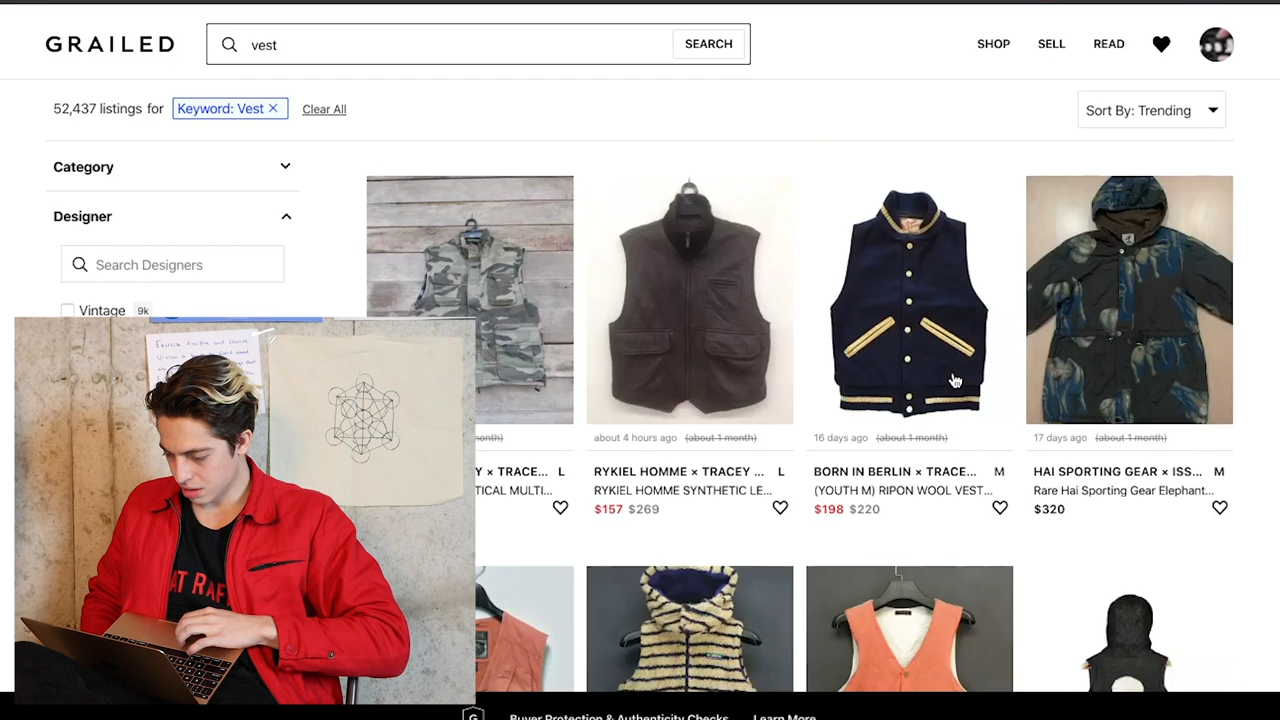 GRAILED
vest
SEARCH
SHOP
SELL
READ
52,437 listings for
Keyword: Vest ×
Clear All
Sort By: Trending
Category
Designer
Search Designers
Vintage 9k
about 4 hours ago (about 1 month)
16 days ago (about 1 month)
17 days ago (about 1 month)
TRACE... L
RYKIEL HOMME × TRACEY ... L
BORN IN BERLIN × TRACE... M
HAI SPORTING GEAR × ISS... M
MULTI...
RYKIEL HOMME SYNTHETIC LE...
(YOUTH M) RIPON WOOL VEST...
Rare Hai Sporting Gear Elephant...
$157 $269
$198 $220
$320
Buyer Protection & Authenticity Checks
Learn More